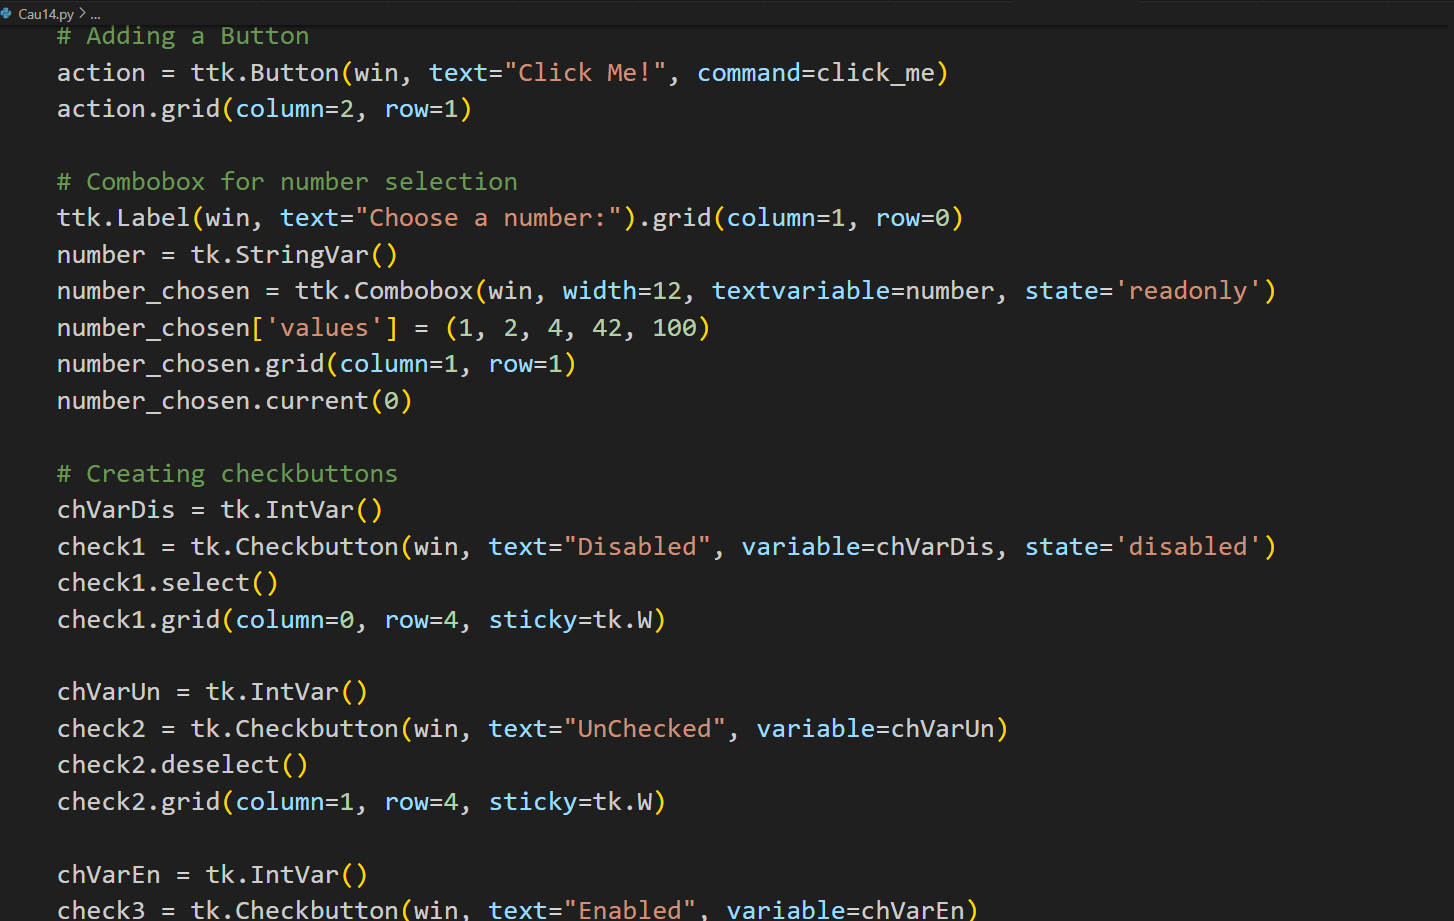 Cau14.py > ...
# Adding a Button
action = ttk.Button(win, text="Click Me!", command=click_me)
action.grid(column=2, row=1)
# Combobox for number selection
ttk.Label(win, text="Choose a number:").grid(column=1, row=0)
number = tk.StringVar()
number_chosen = ttk.Combobox(win, width=12, textvariable=number, state='readonly')
number_chosen['values'] = (1, 2, 4, 42, 100)
number_chosen.grid(column=1, row=1)
number_chosen.current(0)
# Creating checkbuttons
chVarDis = tk.IntVar()
check1 = tk.Checkbutton(win, text="Disabled", variable=chVarDis, state='disabled')
check1.select()
check1.grid(column=0, row=4, sticky=tk.W)
chVarUn = tk.IntVar()
check2 = tk.Checkbutton(win, text="UnChecked", variable=chVarUn)
check2.deselect()
check2.grid(column=1, row=4, sticky=tk.W)
chVarEn = tk.IntVar()
check3 = tk.Checkbutton(win, text="Enabled", variable=chVarEn)